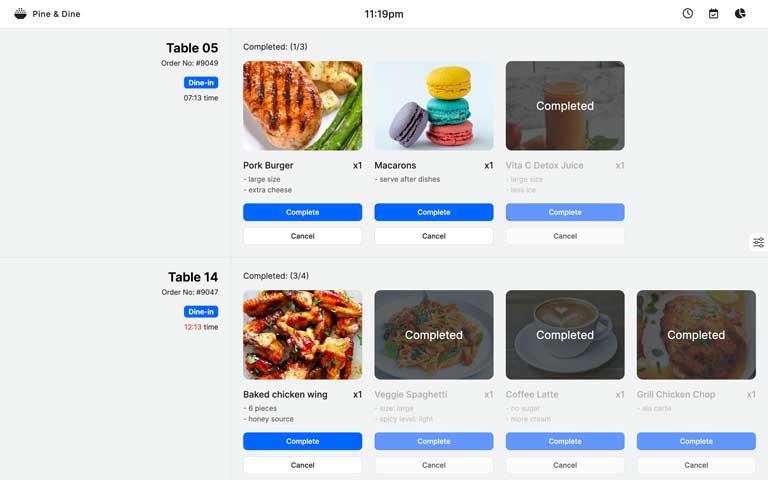 Pine & Dine
11:19pm
Table 05
Order No: #9049
Dine-in
07:13 time
Completed: (1/3)
Completed
Pork Burger x1
- large size
- extra cheese
Complete
Cancel
Macarons x1
- serve after dishes
Complete
Cancel
Vita C Detox Juice x1
- large size
- less ice
Complete
Cancel
Table 14
Order No: #9047
Dine-in
12:13 time
Completed: (3/4)
Baked chicken wing x1
- 6 pieces
- honey source
Complete
Cancel
Completed
Veggie Spaghetti x1
- size: large
- spicy level: light
Complete
Cancel
Completed
Coffee Latte x1
- no sugar
- more cream
Complete
Cancel
Completed
Grill Chicken Chop x1
- ala carte
Complete
Cancel